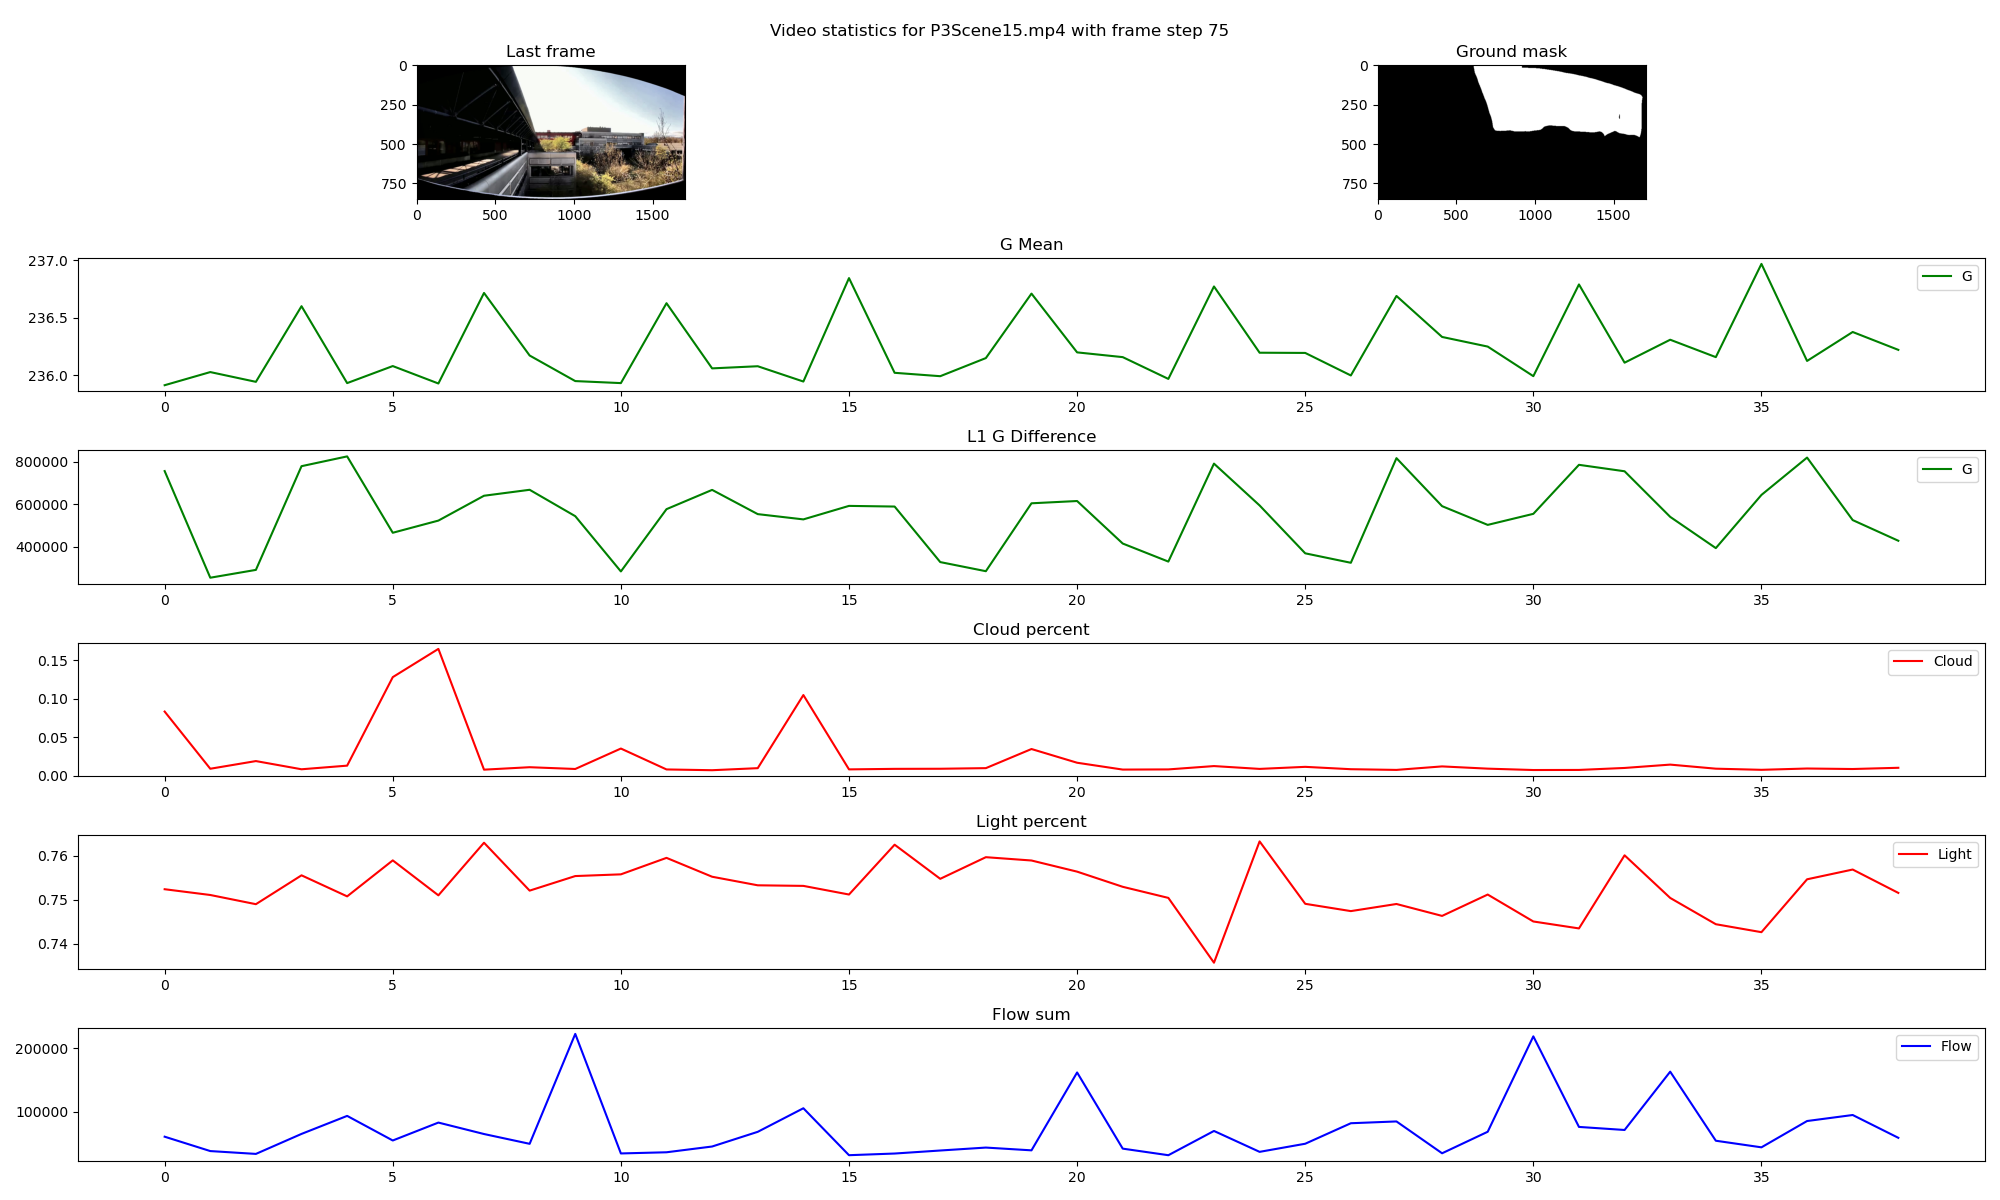 Video statistics for P3Scene15.mp4 with frame step 75
Last frame
0
250
500
750
0 500 1000 1500
Ground mask
0
250
500
750
0 500 1000 1500
G Mean
237.0
236.5
236.0
G
0 5 10 15 20 25 30 35
L1 G Difference
800000
600000
400000
G
0 5 10 15 20 25 30 35
Cloud percent
0.15
0.10
0.05
0.00
Cloud
0 5 10 15 20 25 30 35
Light percent
0.76
0.75
0.74
Light
0 5 10 15 20 25 30 35
Flow sum
200000
100000
Flow
0 5 10 15 20 25 30 35